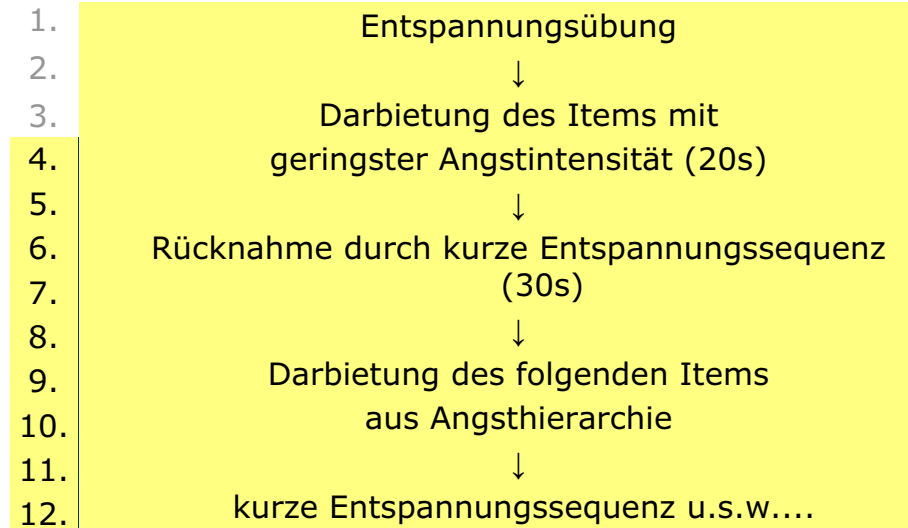 1. Entspannungsübung
2. ↓
3. Darbietung des Items mit
4. geringster Angstintensität (20s)
5. ↓
6. Rücknahme durch kurze Entspannungssequenz
7. (30s)
8. ↓
9. Darbietung des folgenden Items
10. aus Angsthierarchie
11. ↓
12. kurze Entspannungssequenz u.s.w....